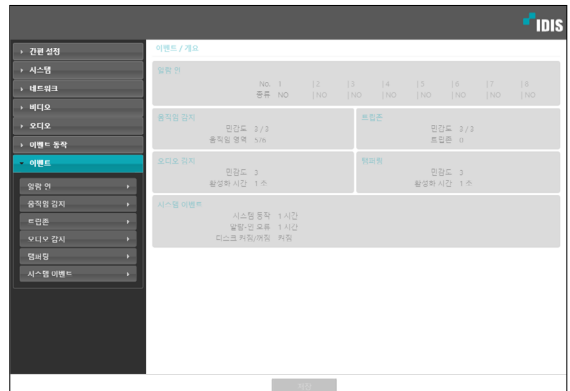 IDIS
간편 설정
시스템
네트워크
비디오
오디오
이벤트 동작
이벤트
알람 인
움직임 감지
트립존
오디오 감지
탬퍼링
시스템 이벤트
이벤트 / 개요
알람 인
No. 1 | 2 | 3 | 4 | 5 | 6 | 7 | 8
종류 NO | NO | NO | NO | NO | NO | NO | NO
움직임 감지
민감도 3 / 3
움직임 영역
트립존
민감도 3 / 3
트립존 0
오디오 감지
민감도 3
활성화 시간 1 초
탬퍼링
민감도 3
활성화 시간 1 초
시스템 이벤트
시스템 동작 1 시간
알람-인 오류 1 시간
디스크 켜짐/꺼짐 꺼짐
저장